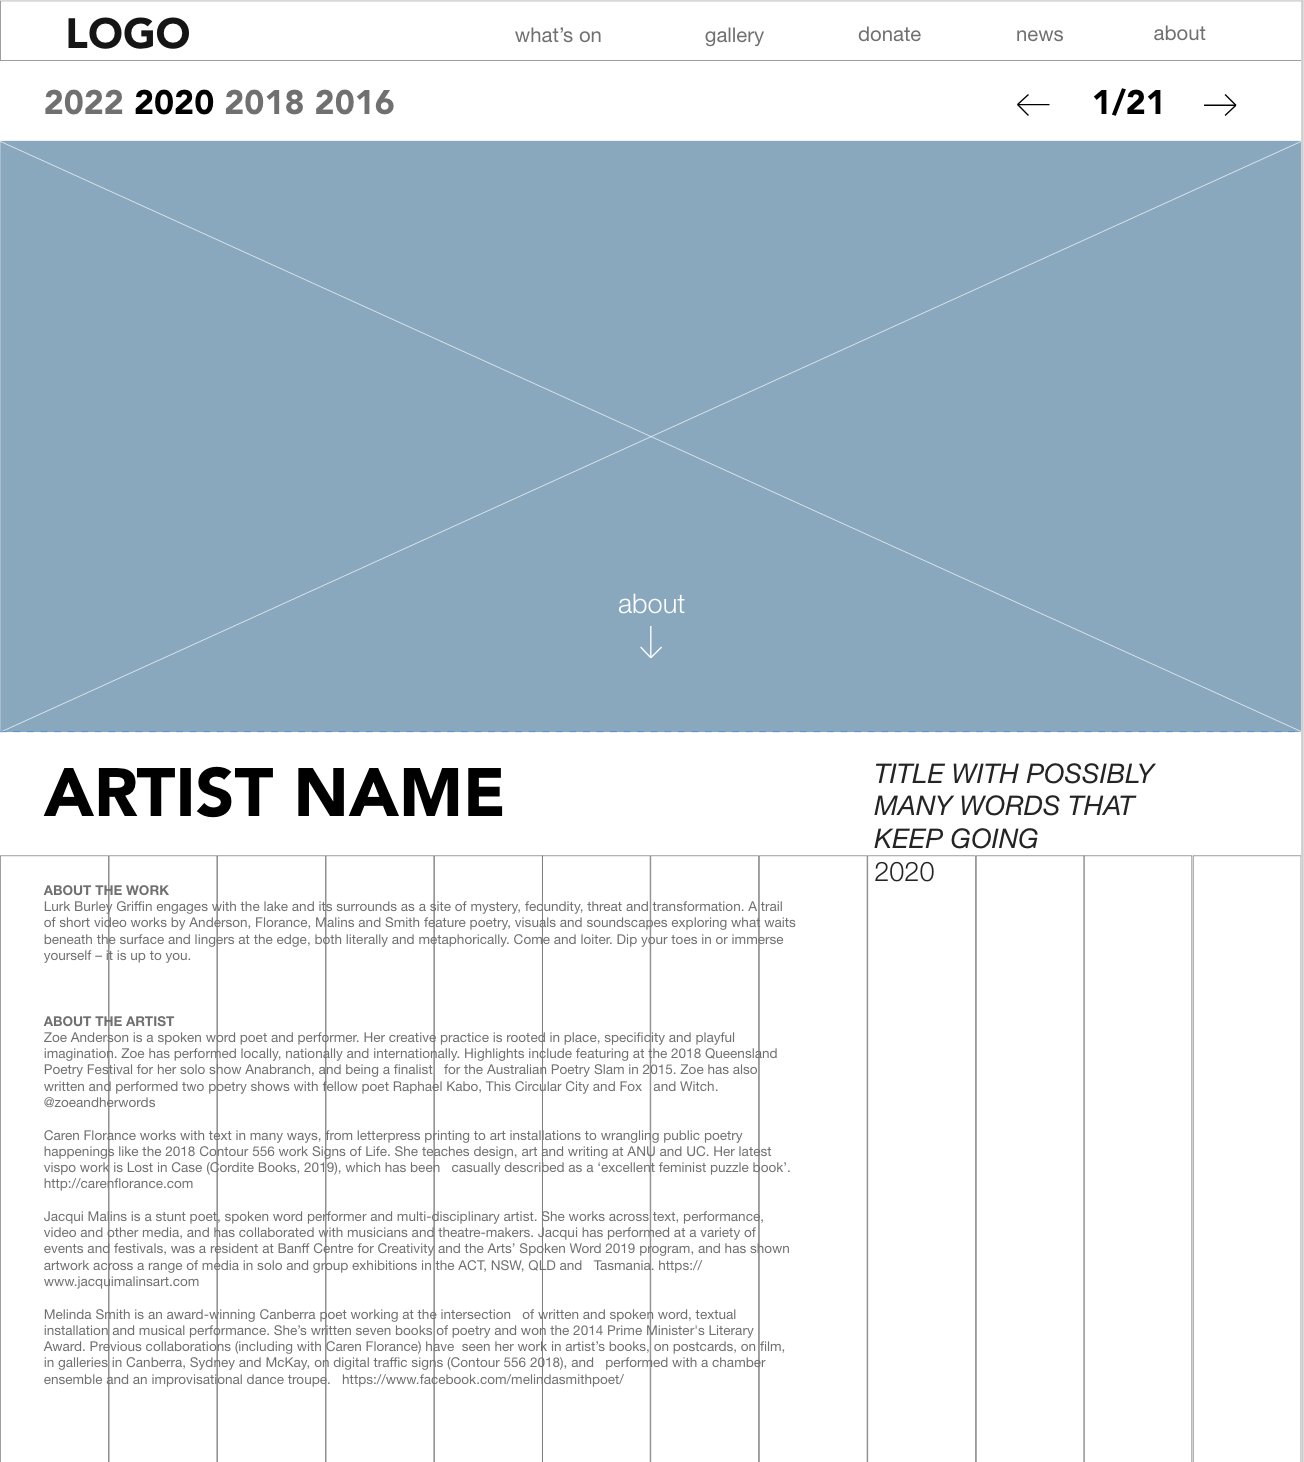 LOGO
what’s on
gallery
donate
news
about
2022 2020 2018 2016
1/21
about
ARTIST NAME
TITLE WITH POSSIBLY
MANY WORDS THAT
KEEP GOING
2020
ABOUT THE WORK
Lurk Burley Griffin engages with the lake and its surrounds as a site of mystery, fecundity, threat and transformation. A trail
of short video works by Anderson, Florance, Malins and Smith feature poetry, visuals and soundscapes exploring what waits
beneath the surface and lingers at the edge, both literally and metaphorically. Come and loiter. Dip your toes in or immerse
yourself – it is up to you.
ABOUT THE ARTIST
Zoe Anderson is a spoken word poet and performer. Her creative practice is rooted in place, specificity and playful
imagination. Zoe has performed locally, nationally and internationally. Highlights include featuring at the 2018 Queensland
Poetry Festival for her solo show Anabranch, and being a finalist for the Australian Poetry Slam in 2015. Zoe has also
written and performed two poetry shows with fellow poet Raphael Kabo, This Circular City and Fox and Witch.
@zoeandherwords
Caren Florance works with text in many ways, from letterpress printing to art installations to wrangling public poetry
happenings like the 2018 Contour 556 work Signs of Life. She teaches design, art and writing at ANU and UC. Her latest
vispo work is Lost in Case (Cordite Books, 2019), which has been casually described as a ‘excellent feminist puzzle book’.
http://carenflorance.com
Jacqui Malins is a stunt poet, spoken word performer and multi-disciplinary artist. She works across text, performance,
video and other media, and has collaborated with musicians and theatre-makers. Jacqui has performed at a variety of
events and festivals, was a resident at Banff Centre for Creativity and the Arts’ Spoken Word 2019 program, and has shown
artwork across a range of media in solo and group exhibitions in the ACT, NSW, QLD and Tasmania. https://
www.jacquimalinsart.com
Melinda Smith is an award-winning Canberra poet working at the intersection of written and spoken word, textual
installation and musical performance. She’s written seven books of poetry and won the 2014 Prime Minister's Literary
Award. Previous collaborations (including with Caren Florance) have seen her work in artist’s books, on postcards, on film,
in galleries in Canberra, Sydney and McKay, on digital traffic signs (Contour 556 2018), and performed with a chamber
ensemble and an improvisational dance troupe. https://www.facebook.com/melindasmithpoet/